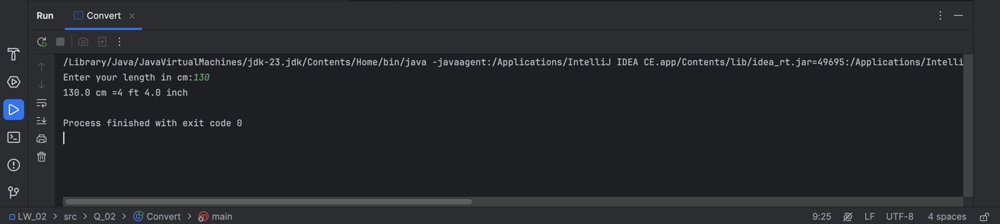 Run Convert
/Library/Java/JavaVirtualMachines/jdk-23.jdk/Contents/Home/bin/java -javaagent:/Applications/IntelliJ IDEA CE.app/Contents/lib/idea_rt.jar=49695:/Applications/Intelli
Enter your length in cm:130
130.0 cm =4 ft 4.0 inch
Process finished with exit code 0
LW_02 > src > Q_02 > Convert > main 9:25 LF UTF-8 4 spaces